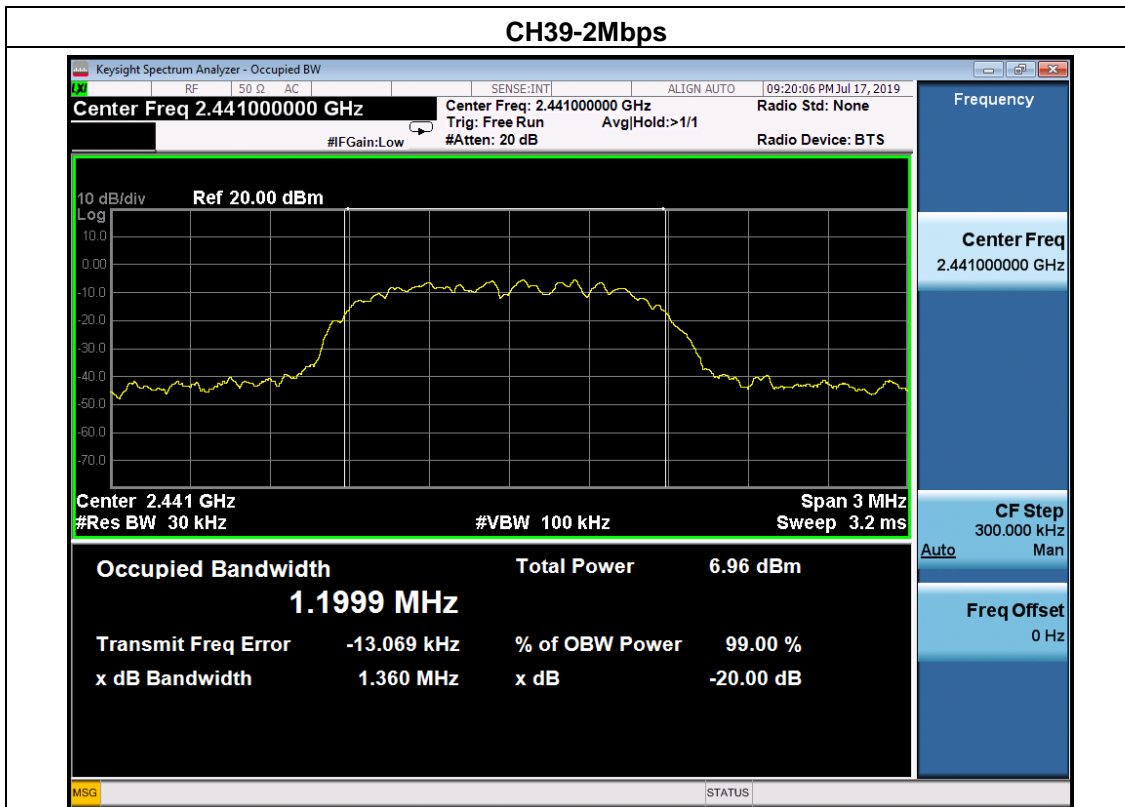 CH39-2Mbps
Keysight Spectrum Analyzer - Occupied BW
LXI RF 50 Ω AC SENSE:INT ALIGN AUTO 09:20:06 PM Jul 17, 2019
Center Freq 2.441000000 GHz
Center Freq: 2.441000000 GHz Radio Std: None
Trig: Free Run Avg|Hold:>1/1
#IFGain:Low #Atten: 20 dB Radio Device: BTS
10 dB/div Ref 20.00 dBm
Log
10.0
0.00
-10.0
-20.0
-30.0
-40.0
-50.0
-60.0
-70.0
Center 2.441 GHz Span 3 MHz
#Res BW 30 kHz #VBW 100 kHz Sweep 3.2 ms
Occupied Bandwidth Total Power 6.96 dBm
1.1999 MHz
Transmit Freq Error -13.069 kHz % of OBW Power 99.00 %
x dB Bandwidth 1.360 MHz x dB -20.00 dB
Frequency
Center Freq
2.441000000 GHz
CF Step
300.000 kHz
Auto Man
Freq Offset
0 Hz
MSG STATUS